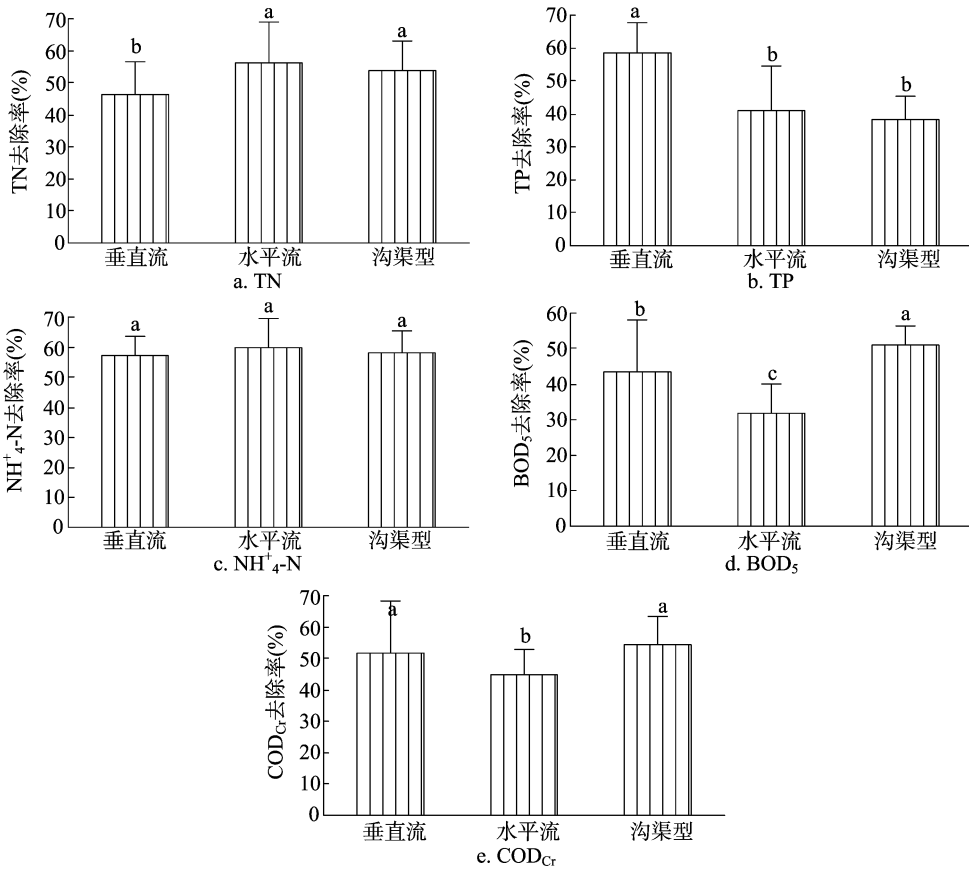 TN去除率(%)
70
60
50
40
30
20
10
0
b
a
a
垂直流
水平流
沟渠型
a. TN
TP去除率(%)
70
60
50
40
30
20
10
0
a
b
b
垂直流
水平流
沟渠型
b. TP
NH⁺₄-N去除率(%)
70
60
50
40
30
20
10
0
a
a
a
垂直流
水平流
沟渠型
c. NH⁺₄-N
BOD₅去除率(%)
60
50
40
30
20
10
0
b
c
a
垂直流
水平流
沟渠型
d. BOD₅
COD_Cr去除率(%)
70
60
50
40
30
20
10
0
a
b
a
垂直流
水平流
沟渠型
e. COD_Cr